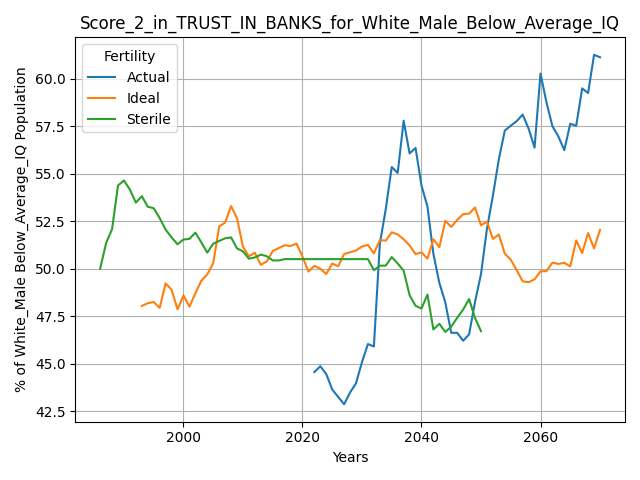 Score_2_in_TRUST_IN_BANKS_for_White_Male_Below_Average_IQ
Fertility
Actual
Ideal
Sterile
% of White_Male Below_Average_IQ Population
60.0
57.5
55.0
52.5
50.0
47.5
45.0
42.5
2000 2020 2040 2060
Years